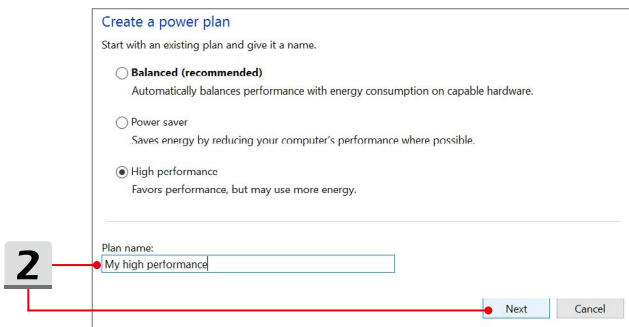 Create a power plan
Start with an existing plan and give it a name.
Balanced (recommended)
Automatically balances performance with energy consumption on capable hardware.
Power saver
Saves energy by reducing your computer's performance where possible.
High performance
Favors performance, but may use more energy.
Plan name:
My high performance
2
Next Cancel